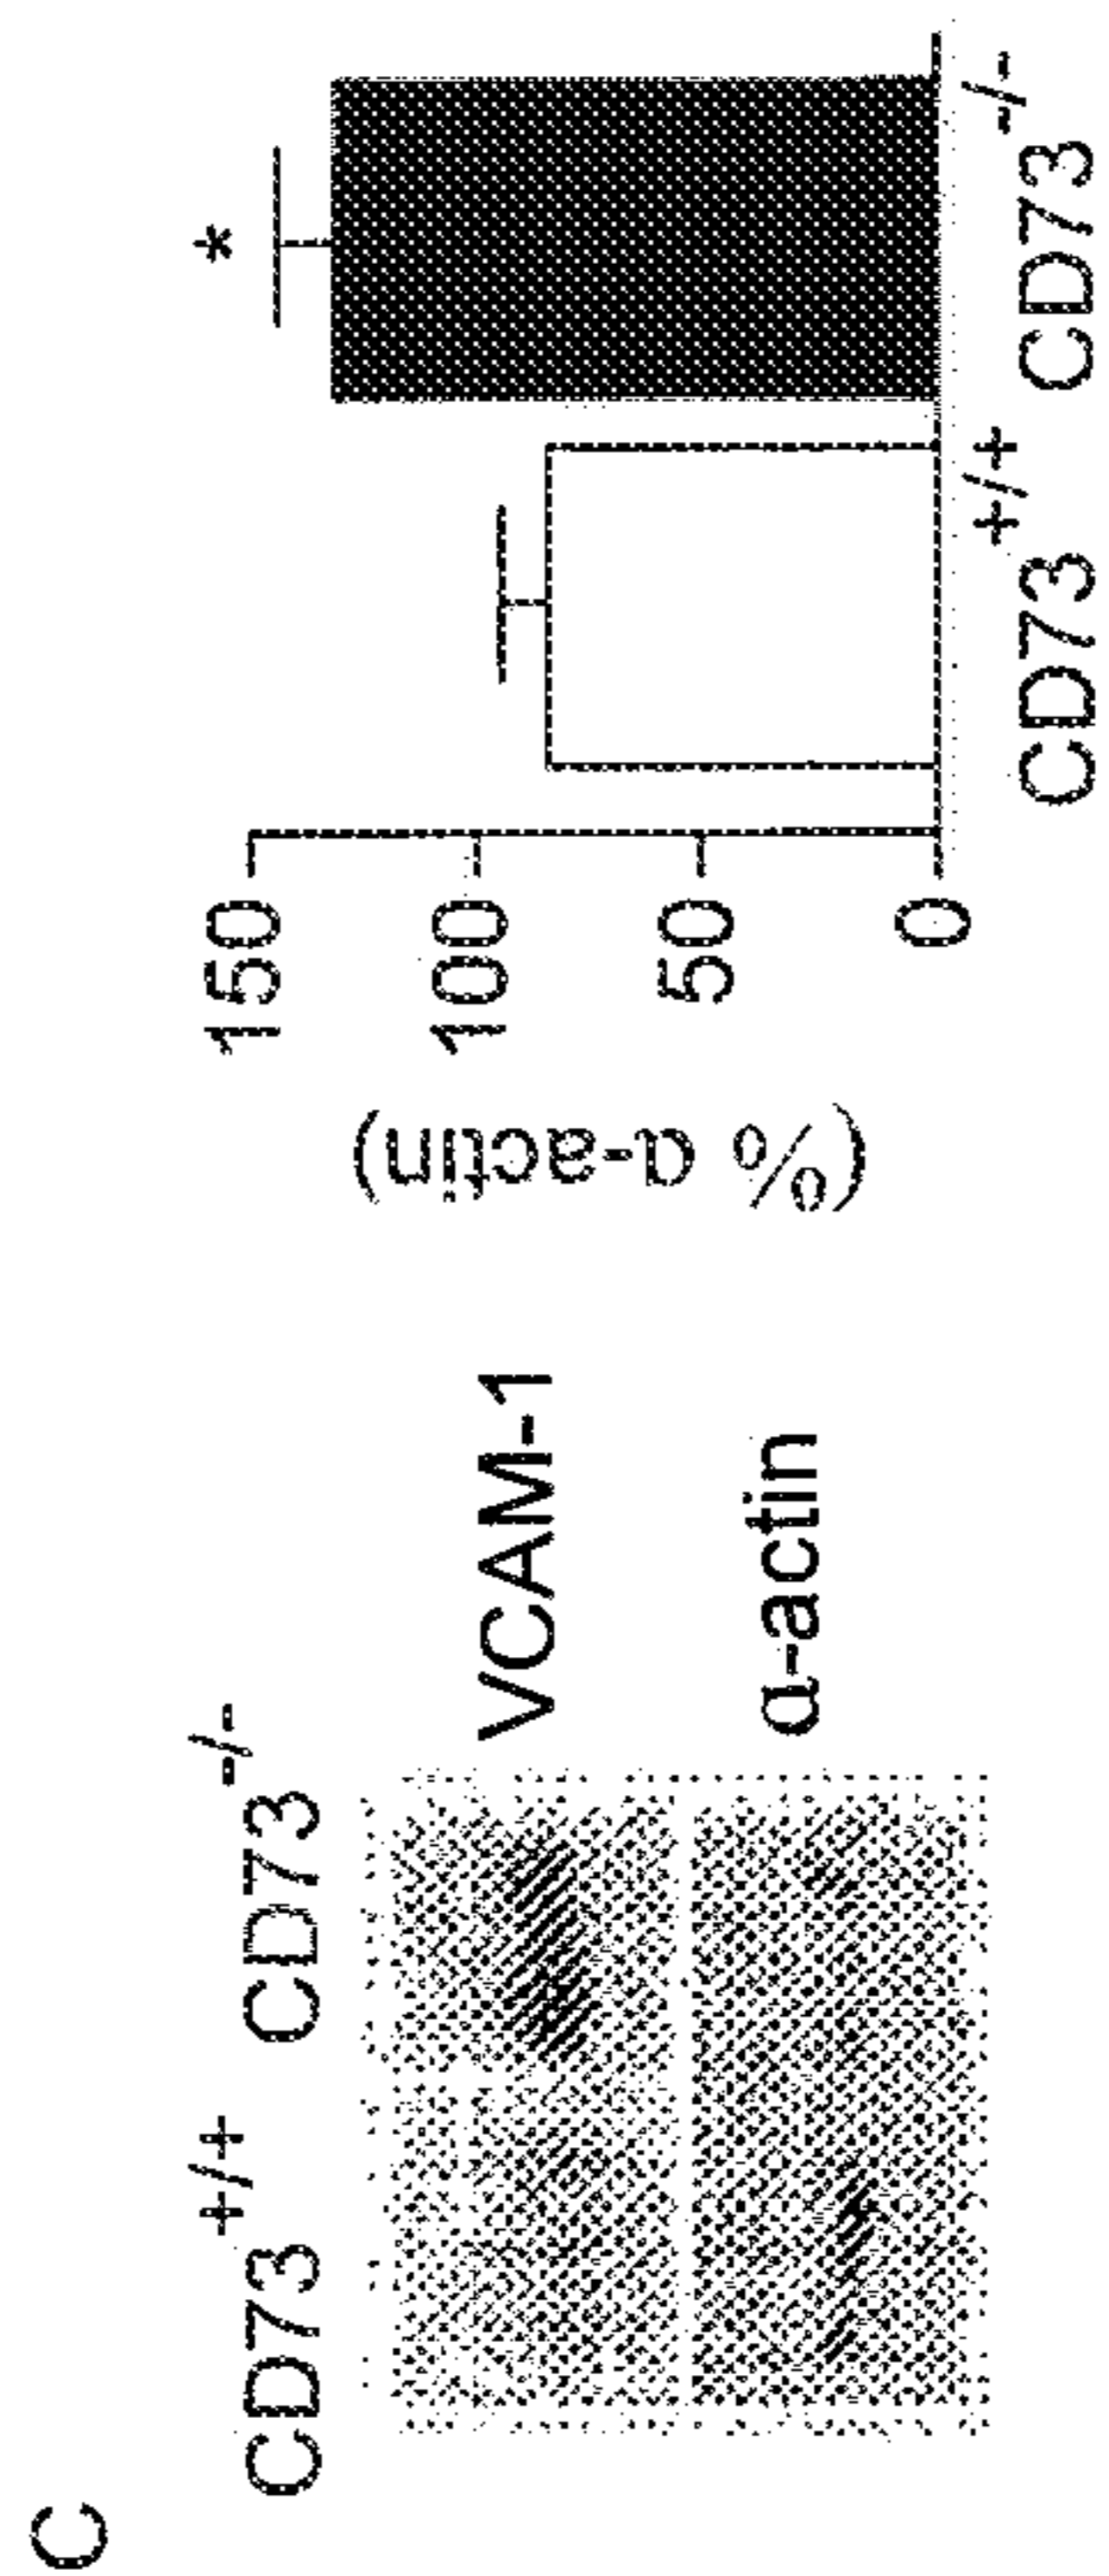 C
CD73+/+ CD73-/-
VCAM-1
α-actin
(% α-actin)
150
100
50
0
*
CD73+/+ CD73-/-